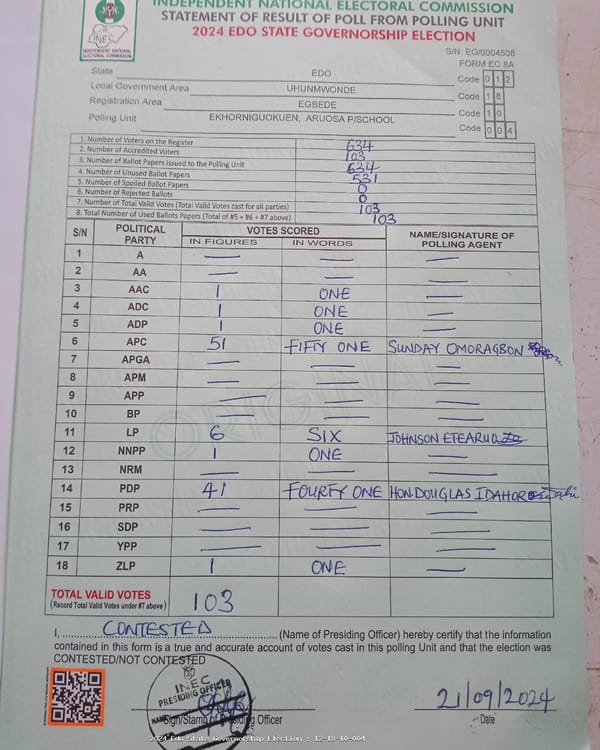 INDEPENDENT NATIONAL ELECTORAL COMMISSION
STATEMENT OF RESULT OF POLL FROM POLLING UNIT
2024 EDO STATE GOVERNORSHIP ELECTION
INEC
INDEPENDENT NATIONAL ELECTORAL COMMISSION
S/N: EG/0004508
FORM EC 8A
State EDO Code 0 1 2
Local Government Area UHUNMWONDE Code 1 8
Registration Area EGBEDE Code 1 0
Polling Unit EKHORNIGUOKUEN, ARUOSA P/SCHOOL Code 0 0 4
1. Number of Voters on the Register 634
2. Number of Accredited Voters 103
3. Number of Ballot Papers Issued to the Polling Unit 634
4. Number of Unused Ballot Papers 531
5. Number of Spoiled Ballot Papers 0
6. Number of Rejected Ballots 0
7. Number of Total Valid Votes (Total Valid Votes cast for all parties) 103
8. Total Number of Used Ballots Papers (Total of #5 + #6 + #7 above) 103
S/N POLITICAL PARTY VOTES SCORED NAME/SIGNATURE OF POLLING AGENT
IN FIGURES IN WORDS
1 A — — —
2 AA — — —
3 AAC 1 ONE —
4 ADC 1 ONE —
5 ADP 1 ONE —
6 APC 51 FIFTY ONE SUNDAY OMORAGBON
7 APGA — — —
8 APM — — —
9 APP — — —
10 BP — — —
11 LP 6 SIX JOHNSON ETEARUO
12 NNPP 1 ONE —
13 NRM — — —
14 PDP 41 FOURTY ONE HON DOUGLAS IDAHOR
15 PRP — — —
16 SDP — — —
17 YPP — — —
18 ZLP 1 ONE —
ORIGINAL
TOTAL VALID VOTES 103
(Record Total Valid Votes under #7 above)
I, CONTESTED (Name of Presiding Officer) hereby certify that the information
contained in this form is a true and accurate account of votes cast in this polling Unit and that the election was
CONTESTED/NOT CONTESTED
INEC
PRESIDING OFFICER
21/09/2024
Sign/Stamp of Presiding Officer Date
2024 Edo State Governorship Election : 12-18-10-004